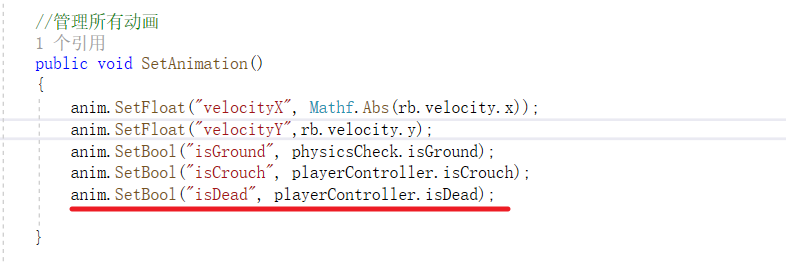 //管理所有动画
1 个引用
public void SetAnimation()
{
anim.SetFloat("velocityX", Mathf.Abs(rb.velocity.x));
anim.SetFloat("velocityY",rb.velocity.y);
anim.SetBool("isGround", physicsCheck.isGround);
anim.SetBool("isCrouch", playerController.isCrouch);
anim.SetBool("isDead", playerController.isDead);
}